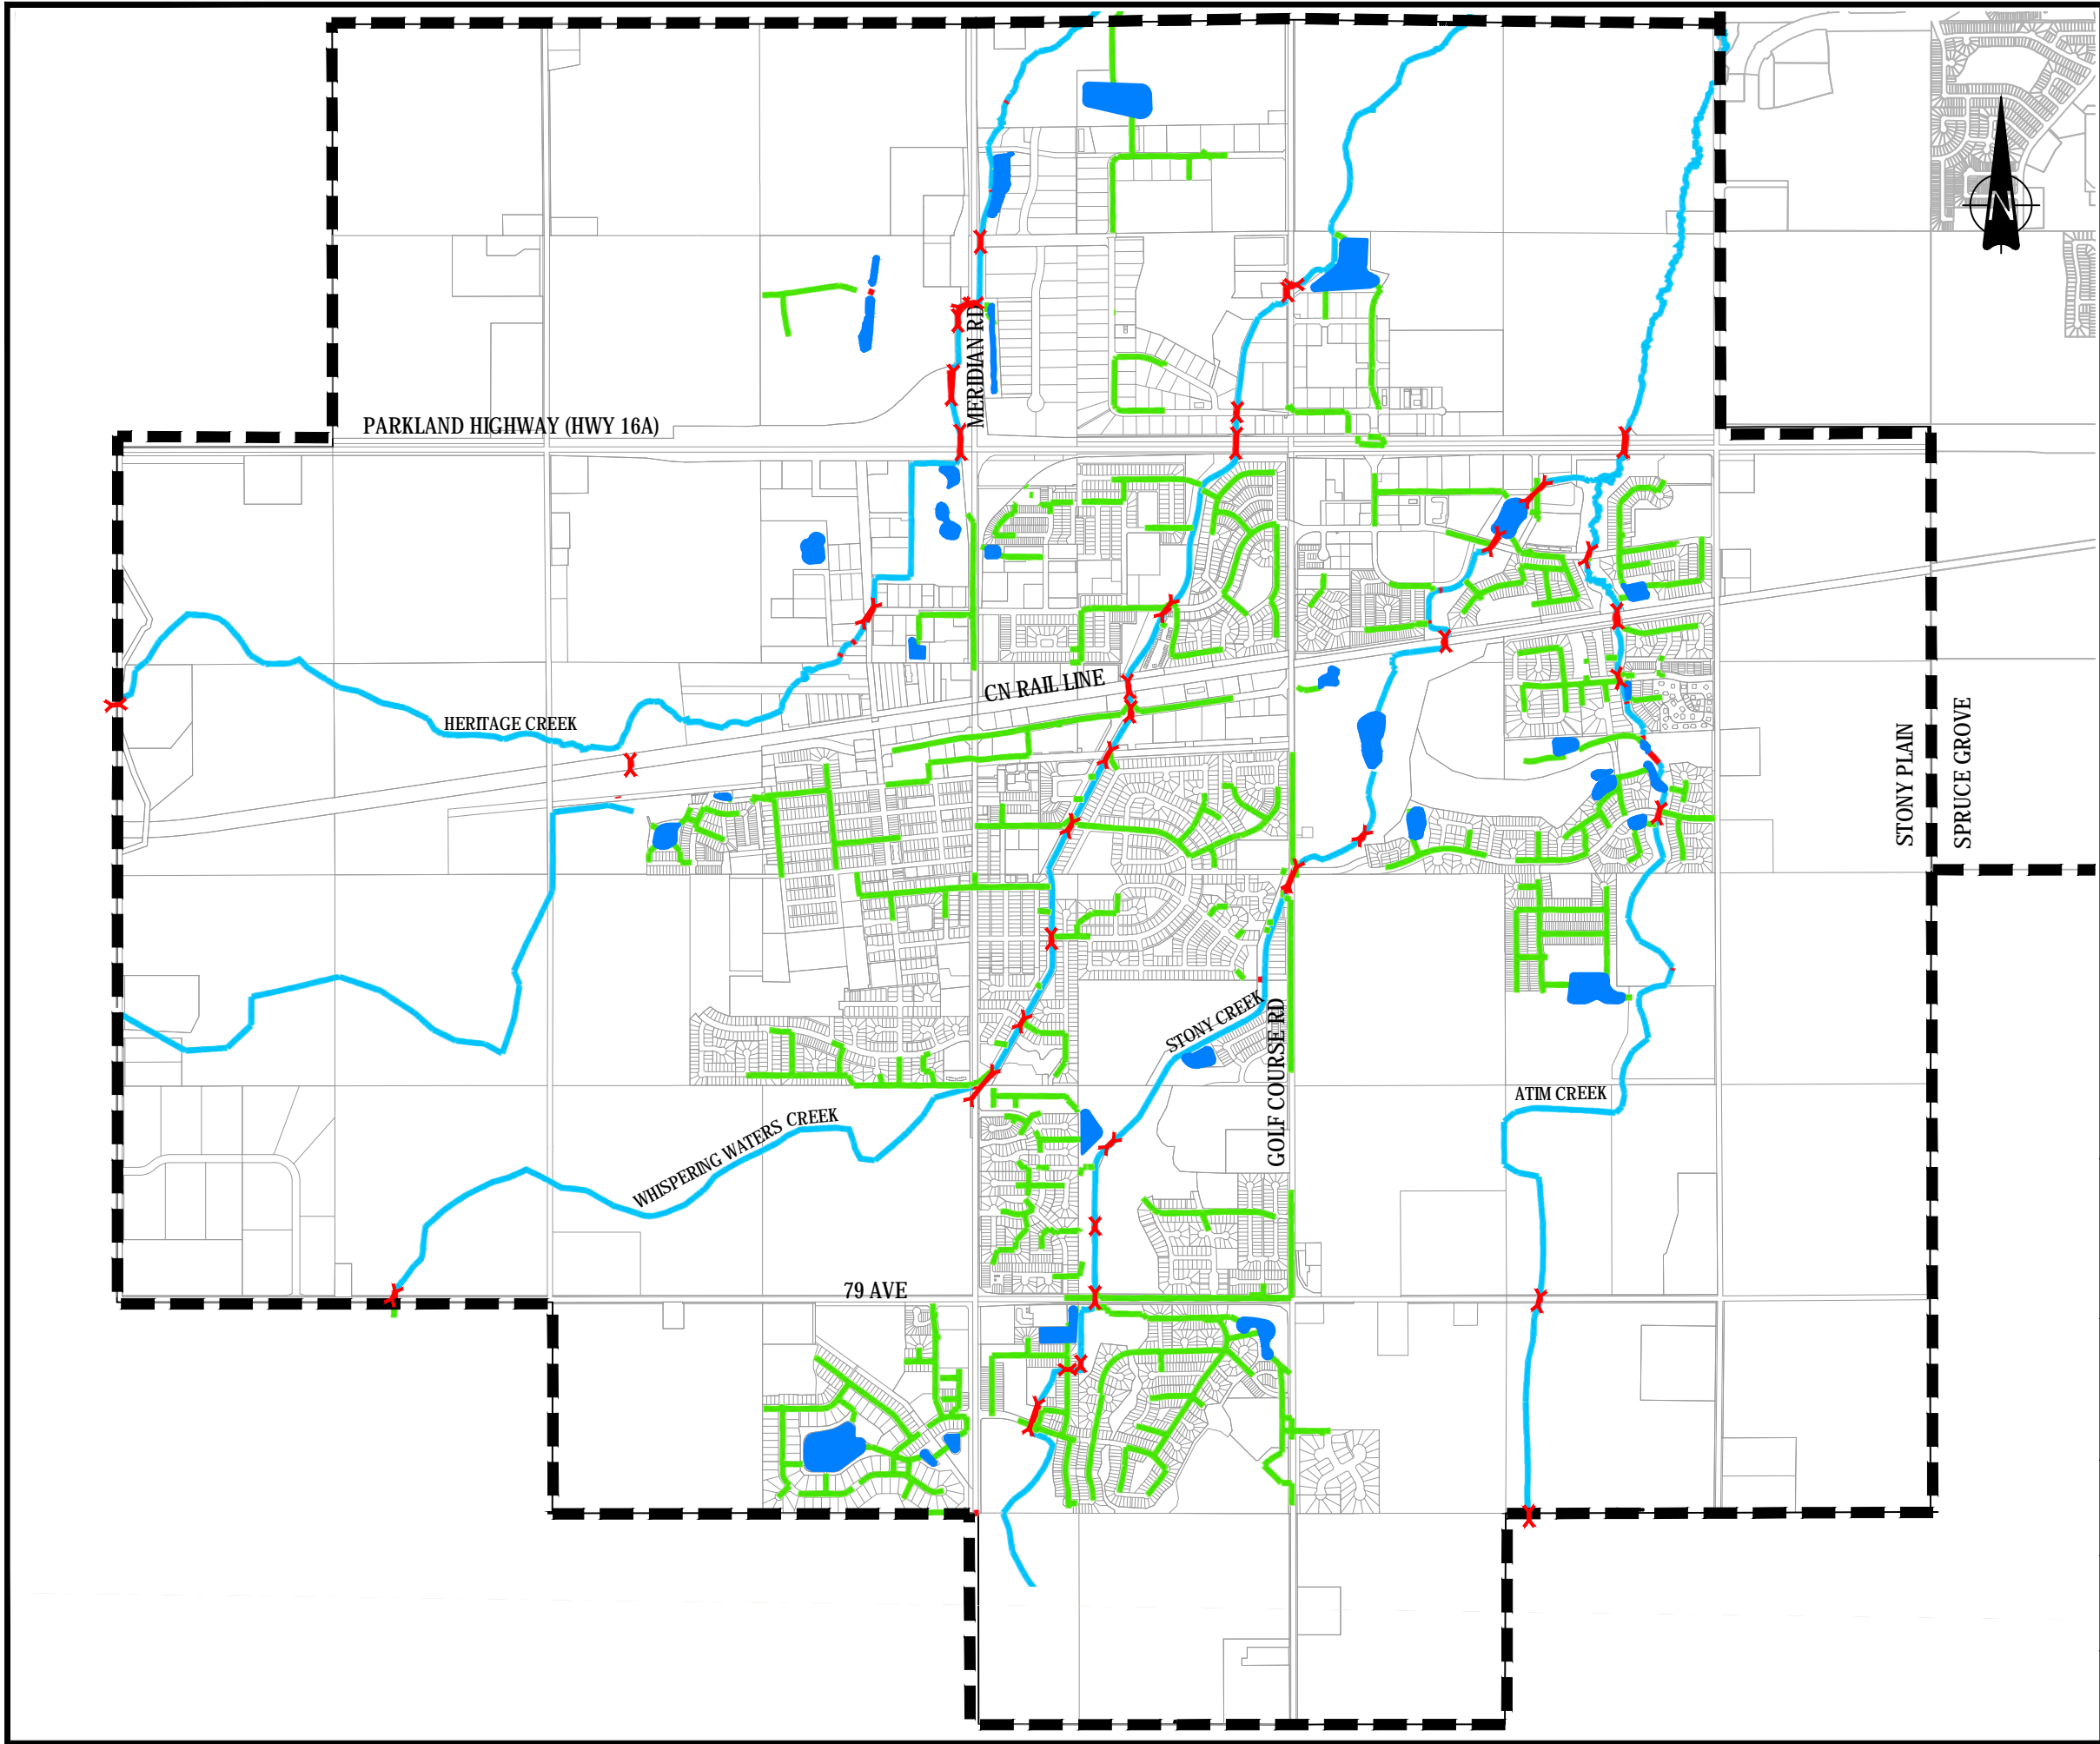 N
MERIDIAN RD
PARKLAND HIGHWAY (HWY 16A)
CN RAIL LINE
HERITAGE CREEK
STONY PLAIN
SPRUCE GROVE
STONY CREEK
GOLF COURSE RD
ATIM CREEK
WHISPERING WATERS CREEK
79 AVE